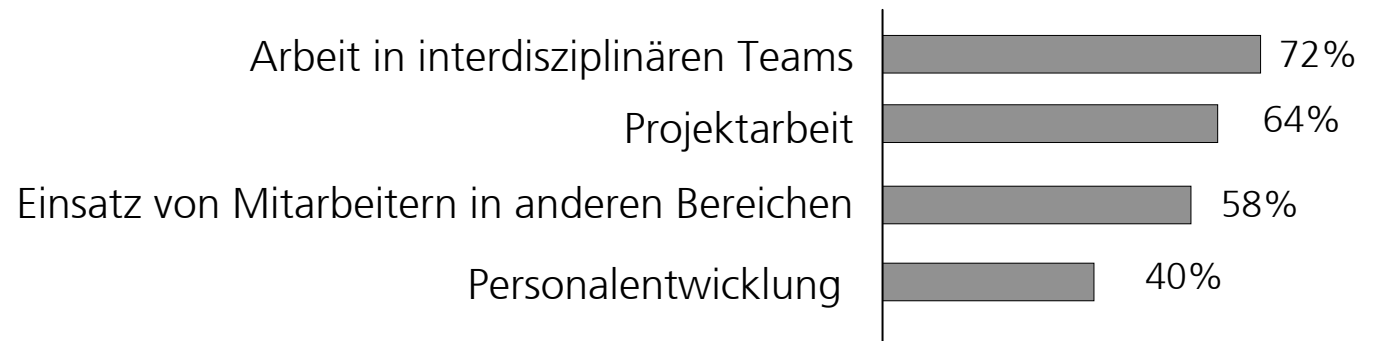 Arbeit in interdisziplinären Teams 72%
Projektarbeit 64%
Einsatz von Mitarbeitern in anderen Bereichen 58%
Personalentwicklung 40%